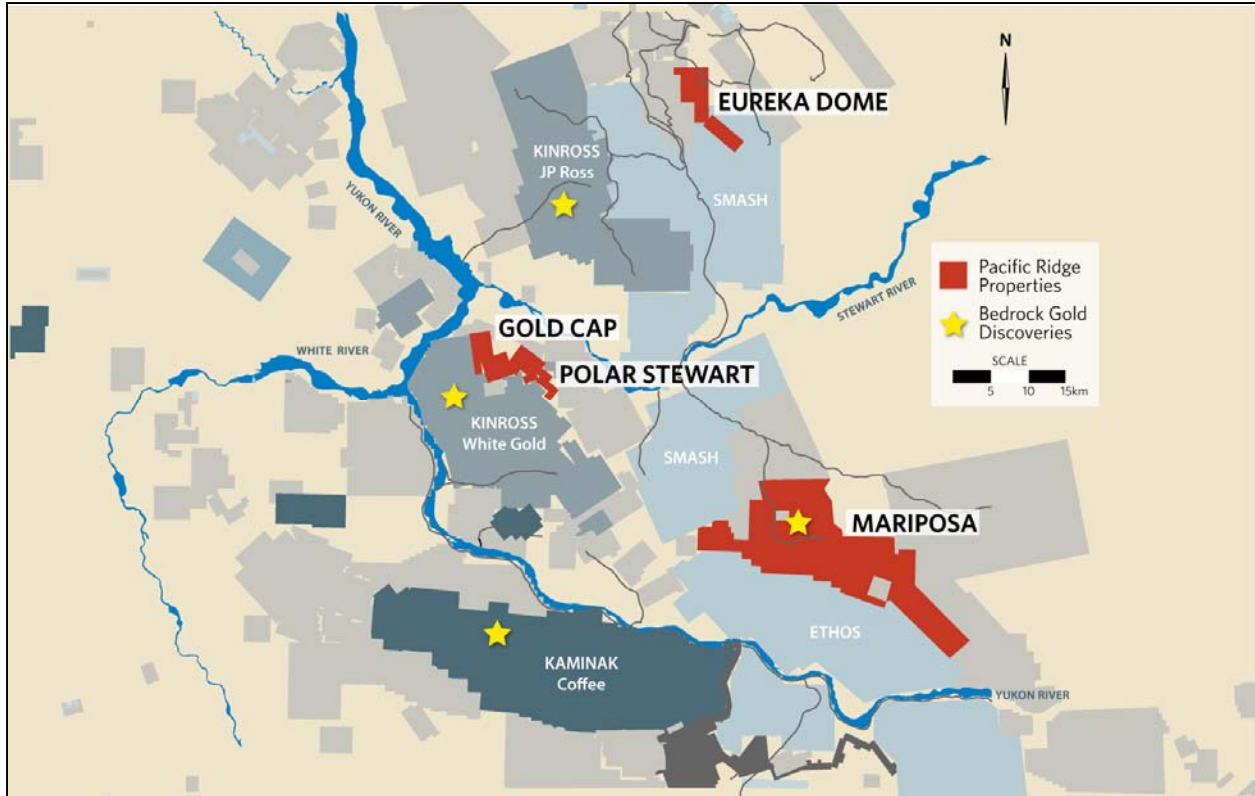 N
EUREKA DOME
KINROSS
JP Ross
YUKON RIVER
SMASH
STEWART RIVER
Pacific Ridge
Properties
Bedrock Gold
Discoveries
SCALE
5 10 15km
GOLD CAP
WHITE RIVER
POLAR STEWART
KINROSS
White Gold
SMASH
MARIPOSA
ETHOS
KAMINAK
Coffee
YUKON RIVER